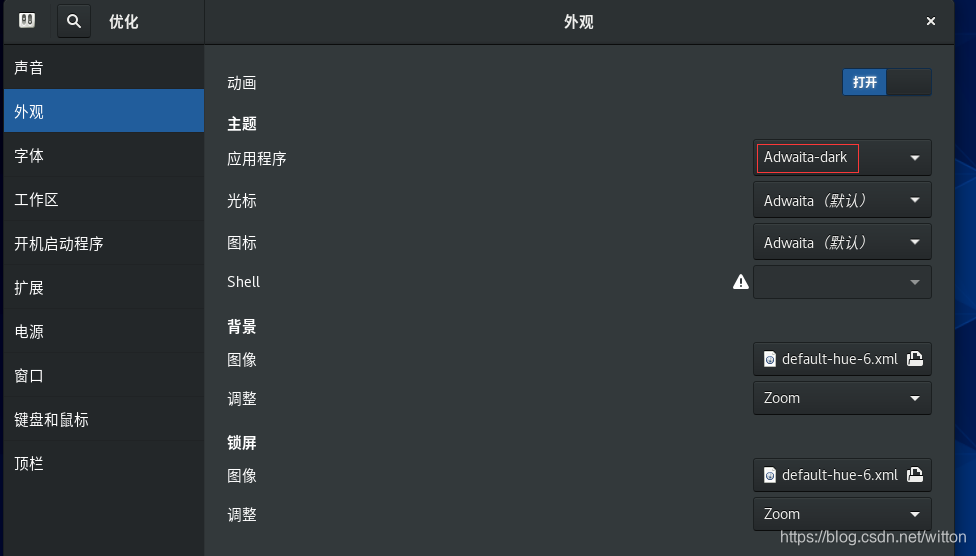 优化
外观
声音
外观
字体
工作区
开机启动程序
扩展
电源
窗口
键盘和鼠标
顶栏
动画
打开
主题
应用程序
Adwaita-dark
光标
Adwaita（默认）
图标
Adwaita（默认）
Shell
背景
图像
default-hue-6.xml
调整
Zoom
锁屏
图像
default-hue-6.xml
调整
Zoom
https://blog.csdn.net/witton